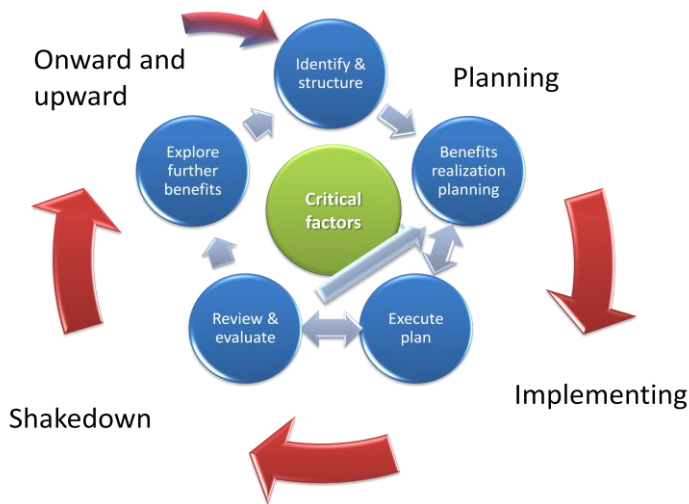 Onward and
upward
Identify &
structure
Planning
Explore
further
benefits
Benefits
realization
planning
Critical
factors
Review &
evaluate
Execute
plan
Implementing
Shakedown